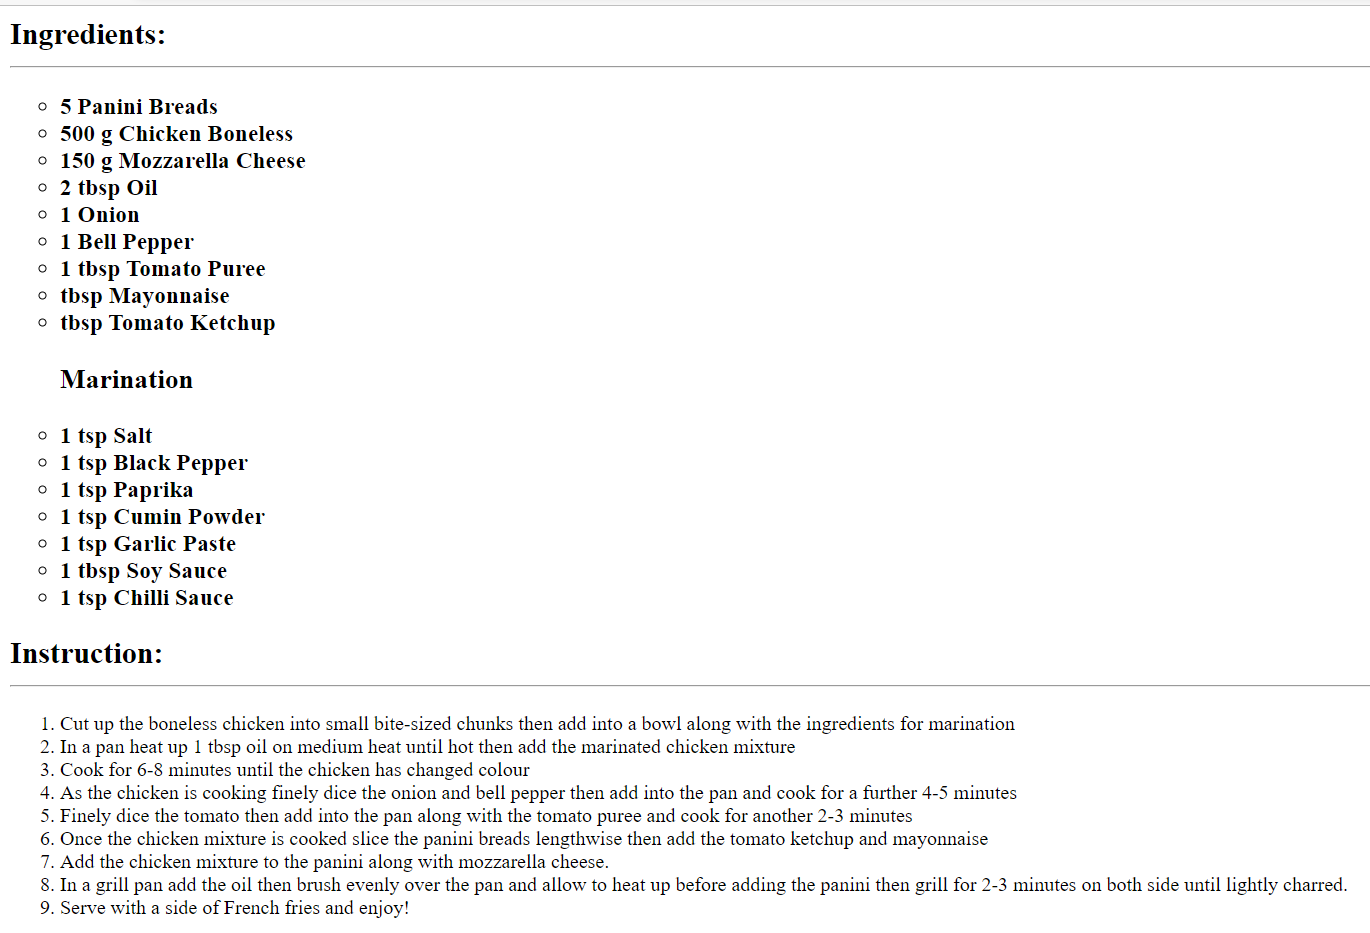 Ingredients:
5 Panini Breads
500 g Chicken Boneless
150 g Mozzarella Cheese
2 tbsp Oil
1 Onion
1 Bell Pepper
1 tbsp Tomato Puree
tbsp Mayonnaise
tbsp Tomato Ketchup
Marination
1 tsp Salt
1 tsp Black Pepper
1 tsp Paprika
1 tsp Cumin Powder
1 tsp Garlic Paste
1 tbsp Soy Sauce
1 tsp Chilli Sauce
Instruction:
1. Cut up the boneless chicken into small bite-sized chunks then add into a bowl along with the ingredients for marination
2. In a pan heat up 1 tbsp oil on medium heat until hot then add the marinated chicken mixture
3. Cook for 6-8 minutes until the chicken has changed colour
4. As the chicken is cooking finely dice the onion and bell pepper then add into the pan and cook for a further 4-5 minutes
5. Finely dice the tomato then add into the pan along with the tomato puree and cook for another 2-3 minutes
6. Once the chicken mixture is cooked slice the panini breads lengthwise then add the tomato ketchup and mayonnaise
7. Add the chicken mixture to the panini along with mozzarella cheese.
8. In a grill pan add the oil then brush evenly over the pan and allow to heat up before adding the panini then grill for 2-3 minutes on both side until lightly charred.
9. Serve with a side of French fries and enjoy!